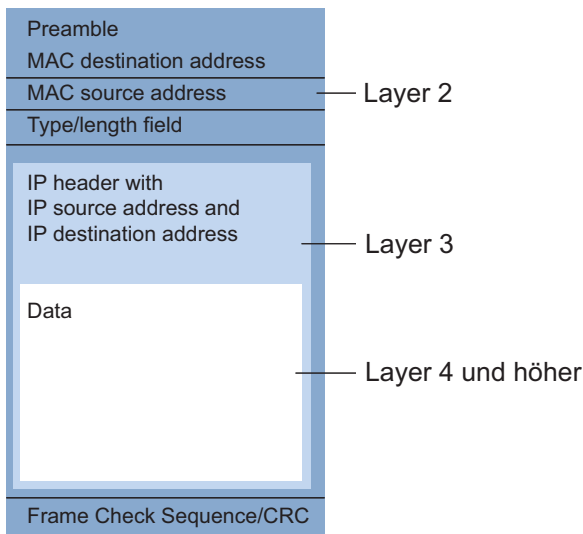 Preamble
MAC destination address
MAC source address
Layer 2
Type/length field
IP header with
IP source address and
IP destination address
Layer 3
Data
Layer 4 und höher
Frame Check Sequence/CRC